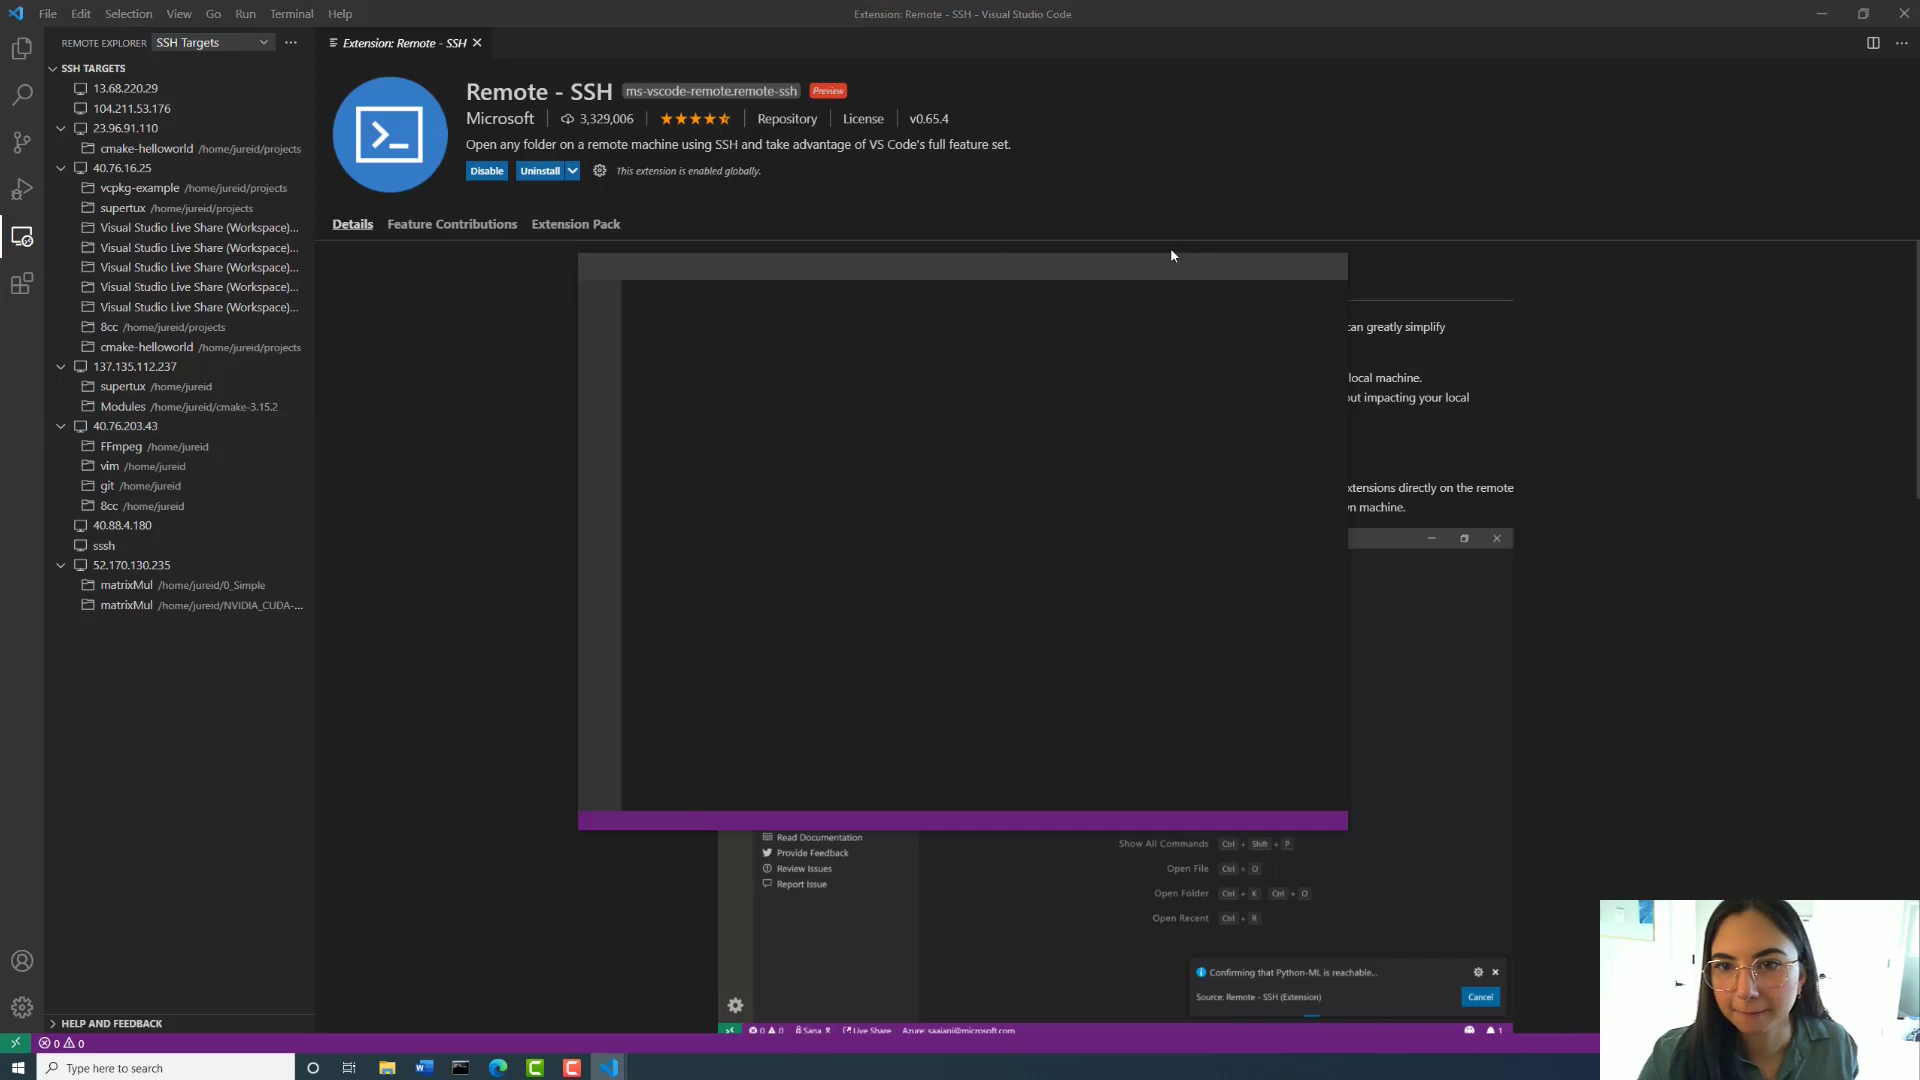 File Edit Selection View Go Run Terminal Help
Extension: Remote - SSH - Visual Studio Code
REMOTE EXPLORER SSH Targets
Extension: Remote - SSH
SSH TARGETS
13.68.220.29
104.211.53.176
23.96.91.110
cmake-helloworld /home/jureid/projects
40.76.16.25
vcpkg-example /home/jureid/projects
supertux /home/jureid/projects
Visual Studio Live Share (Workspace)...
Visual Studio Live Share (Workspace)...
Visual Studio Live Share (Workspace)...
Visual Studio Live Share (Workspace)...
Visual Studio Live Share (Workspace)...
8cc /home/jureid/projects
cmake-helloworld /home/jureid/projects
137.135.112.237
supertux /home/jureid
Modules /home/jureid/cmake-3.15.2
40.76.203.43
FFmpeg /home/jureid
vim /home/jureid
git /home/jureid
8cc /home/jureid
40.88.4.180
sssh
52.170.130.235
matrixMul /home/jureid/0_Simple
matrixMul /home/jureid/NVIDIA_CUDA-...
HELP AND FEEDBACK
Remote - SSH ms-vscode-remote.remote-ssh Preview
Microsoft 3,329,006 Repository License v0.65.4
Open any folder on a remote machine using SSH and take advantage of VS Code's full feature set.
Disable Uninstall This extension is enabled globally.
Details Feature Contributions Extension Pack
can greatly simplify
local machine.
out impacting your local
xtensions directly on the remote
vn machine.
Read Documentation
Provide Feedback
Review Issues
Report Issue
Show All Commands Ctrl + Shift + P
Open File Ctrl + O
Open Folder Ctrl + K Ctrl + O
Open Recent Ctrl + R
Confirming that Python-ML is reachable...
Source: Remote - SSH (Extension) Cancel
0 0 Sana Live Share Azure: saajani@microsoft.com 1
0 0
Type here to search